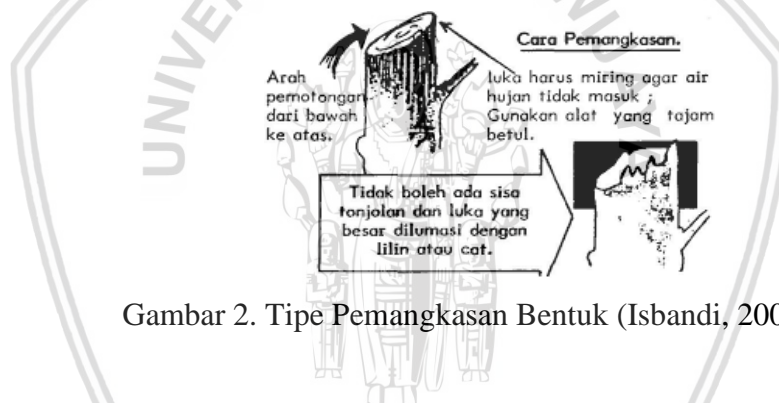 Cara Pemangkasan.
Arah
pemotongan
dari bawah
ke atas.
luka harus miring agar air
hujan tidak masuk ;
Gunakan alat yang tajam
betul.
Tidak boleh ada sisa
tonjolan dan luka yang
besar dilumasi dengan
lilin atau cat.
Gambar 2. Tipe Pemangkasan Bentuk (Isbandi, 200